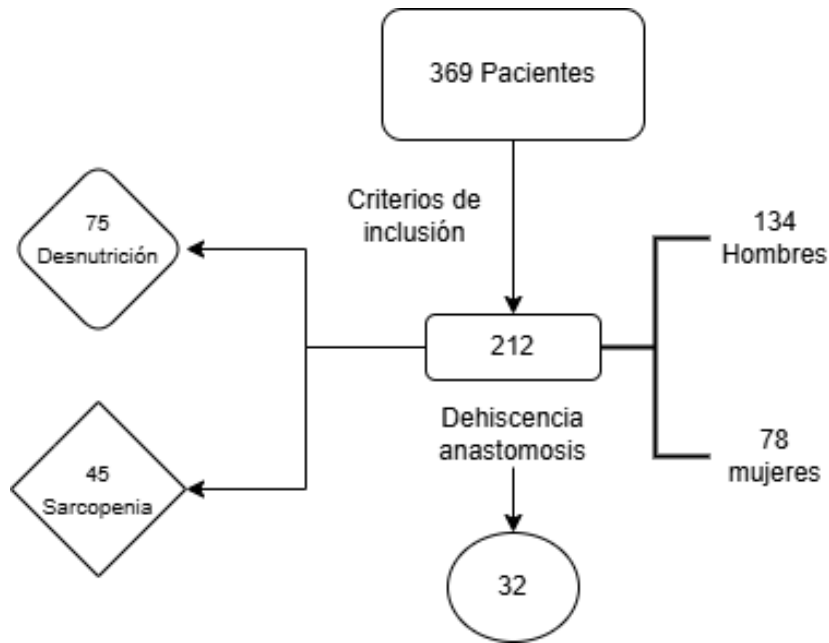 369 Pacientes
Criterios de
inclusión
75
Desnutrición
134
Hombres
212
Dehiscencia
anastomosis
45
Sarcopenia
78
mujeres
32